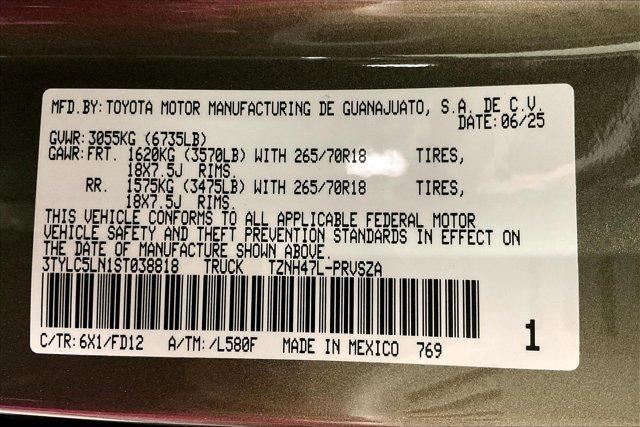 MFD.BY: TOYOTA MOTOR MANUFACTURING DE GUANAJUATO, S.A. DE C.V.
DATE: 06/25
GVWR: 3055KG (6735LB)
GAWR: FRT. 1620KG (3570LB) WITH 265/70R18 TIRES,
18X7.5J RIMS.
RR. 1575KG (3475LB) WITH 265/70R18 TIRES,
18X7.5J RIMS.
THIS VEHICLE CONFORMS TO ALL APPLICABLE FEDERAL MOTOR
VEHICLE SAFETY AND THEFT PREVENTION STANDARDS IN EFFECT ON
THE DATE OF MANUFACTURE SHOWN ABOVE.
3TYLC5LN1ST038818 TRUCK TZNH47L-PRVSZA
C/TR: 6X1/FD12 A/TM: /L580F MADE IN MEXICO 769 1